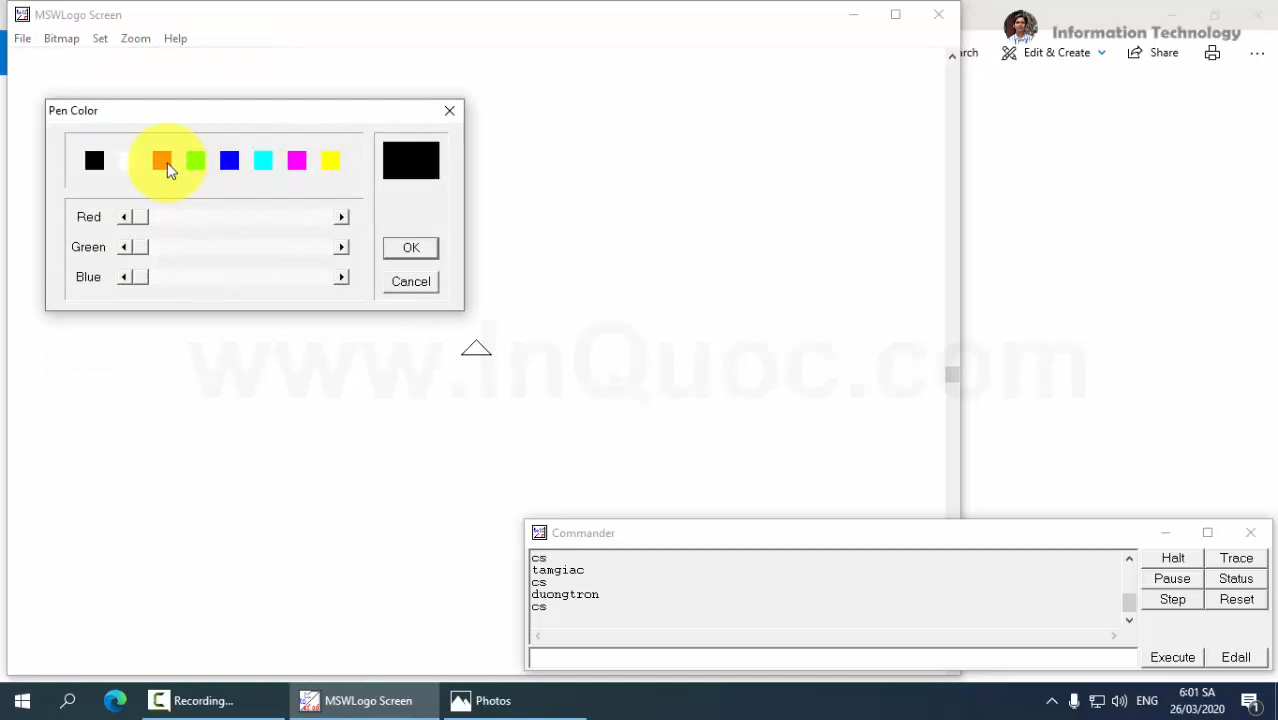 MSWLogo Screen
File Bitmap Set Zoom Help
Information Technology
arch Edit & Create Share
Pen Color
Red
Green
Blue
OK
Cancel
www.InQuoc.com
Commander
cs
tamgiac
cs
duongtron
cs
Halt Trace
Pause Status
Step Reset
Execute Edall
Recording... MSWLogo Screen Photos
ENG
6:01 SA
26/03/2020
1